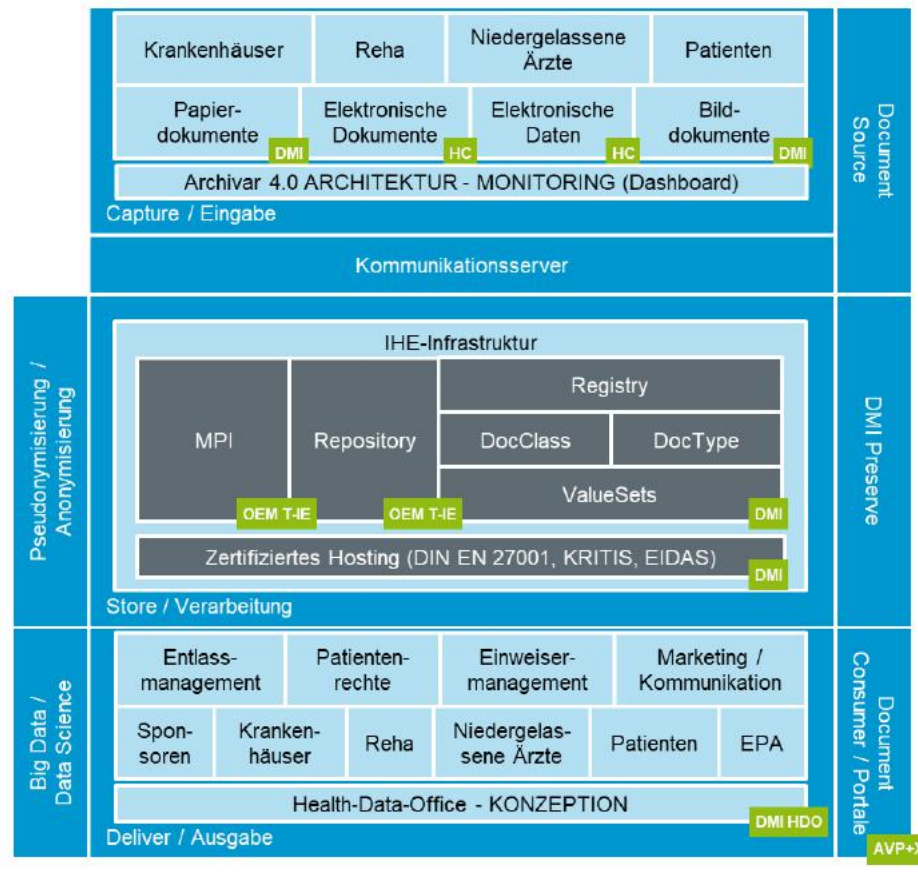 Krankenhäuser
Reha
Niedergelassene
Ärzte
Patienten
Papier-
dokumente
DMI
Elektronische
Dokumente
HC
Elektronische
Daten
HC
Bild-
dokumente
DMI
Archivar 4.0 ARCHITEKTUR - MONITORING (Dashboard)
Capture / Eingabe
Document
Source
Kommunikationsserver
Pseudonymisierung /
Anonymisierung
IHE-Infrastruktur
MPI
OEM T-IE
Repository
OEM T-IE
Registry
DocClass
DocType
ValueSets
DMI
Zertifiziertes Hosting (DIN EN 27001, KRITIS, EIDAS)
DMI
Store / Verarbeitung
DMI Preserve
Big Data /
Data Science
Entlass-
management
Patienten-
rechte
Einweiser-
management
Marketing /
Kommunikation
Spon-
soren
Kranken-
häuser
Reha
Niedergelas-
sene Ärzte
Patienten
EPA
Health-Data-Office - KONZEPTION
DMI HDO
Deliver / Ausgabe
Document
Consumer / Portale
AVP+X